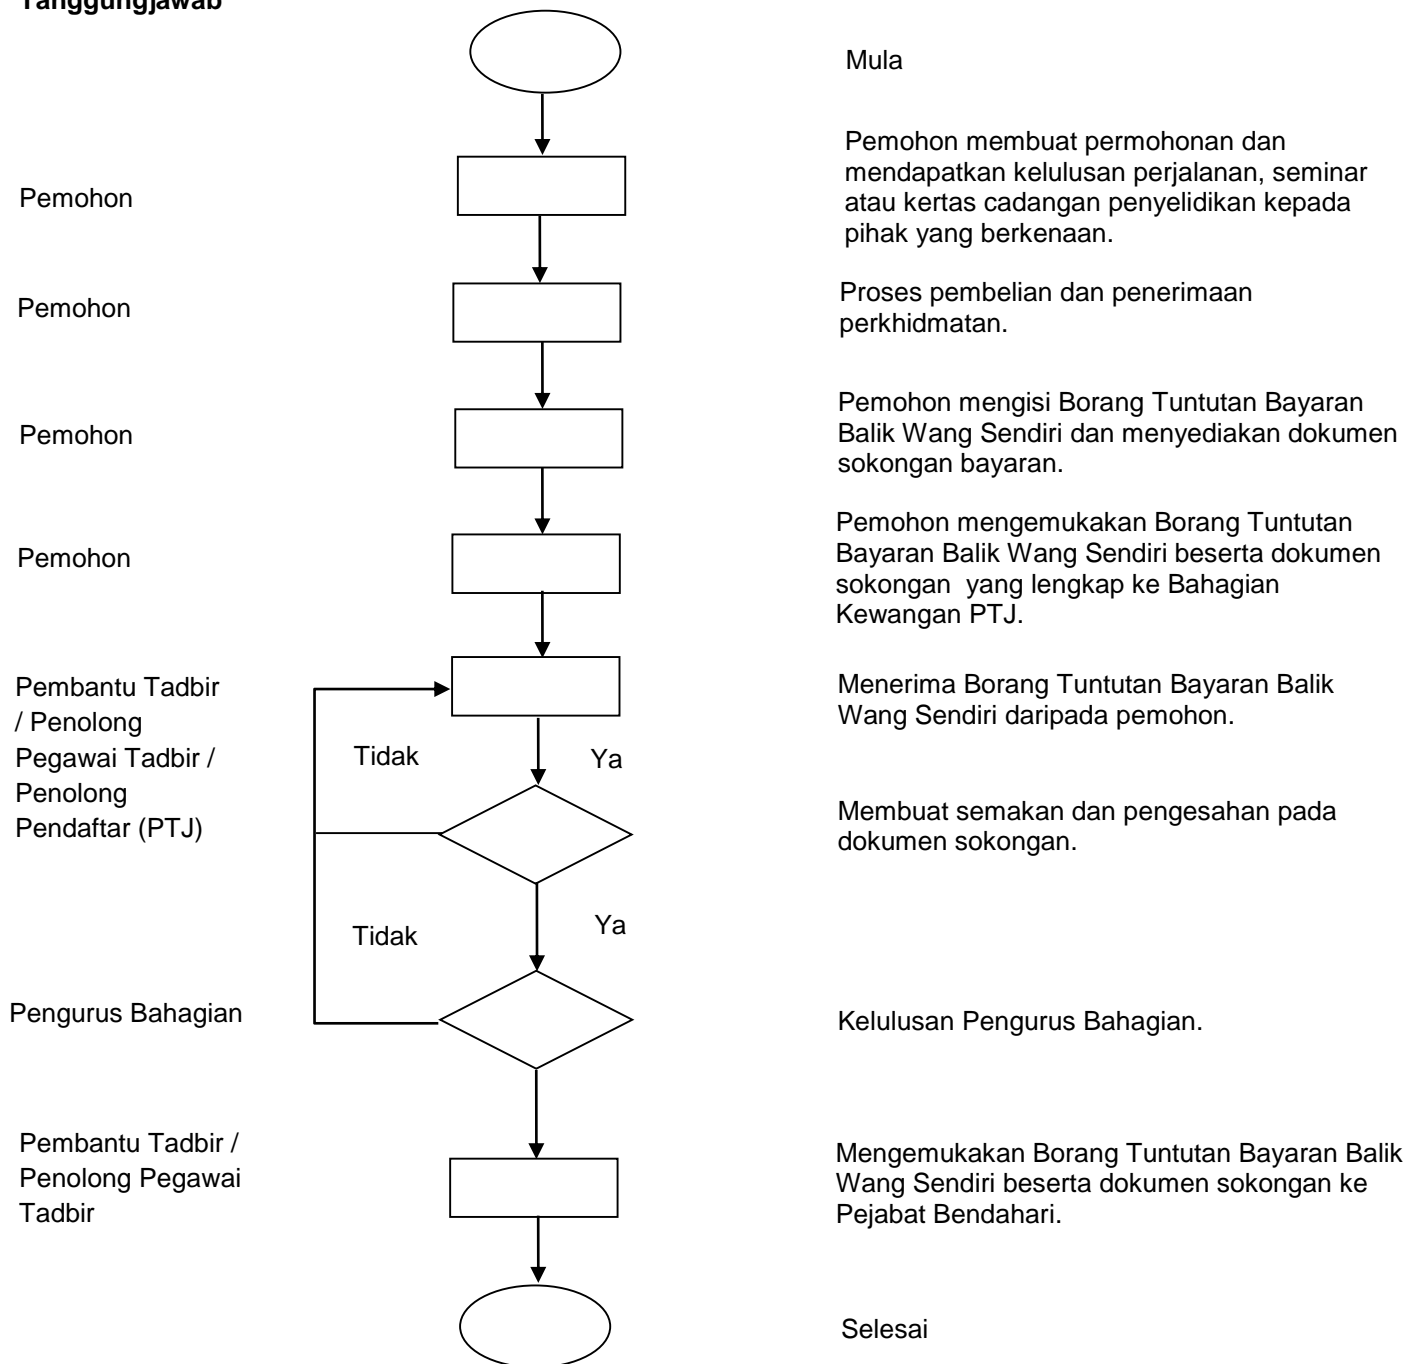 Tanggungjawab
Mula
Pemohon
Pemohon membuat permohonan dan
mendapatkan kelulusan perjalanan, seminar
atau kertas cadangan penyelidikan kepada
pihak yang berkenaan.
Pemohon
Proses pembelian dan penerimaan
perkhidmatan.
Pemohon
Pemohon mengisi Borang Tuntutan Bayaran
Balik Wang Sendiri dan menyediakan dokumen
sokongan bayaran.
Pemohon
Pemohon mengemukakan Borang Tuntutan
Bayaran Balik Wang Sendiri beserta dokumen
sokongan  yang lengkap ke Bahagian
Kewangan PTJ.
Pembantu Tadbir
/ Penolong
Pegawai Tadbir /
Penolong
Pendaftar (PTJ)
Menerima Borang Tuntutan Bayaran Balik
Wang Sendiri daripada pemohon.
Tidak
Ya
Membuat semakan dan pengesahan pada
dokumen sokongan.
Tidak
Ya
Pengurus Bahagian
Kelulusan Pengurus Bahagian.
Pembantu Tadbir /
Penolong Pegawai
Tadbir
Mengemukakan Borang Tuntutan Bayaran Balik
Wang Sendiri beserta dokumen sokongan ke
Pejabat Bendahari.
Selesai